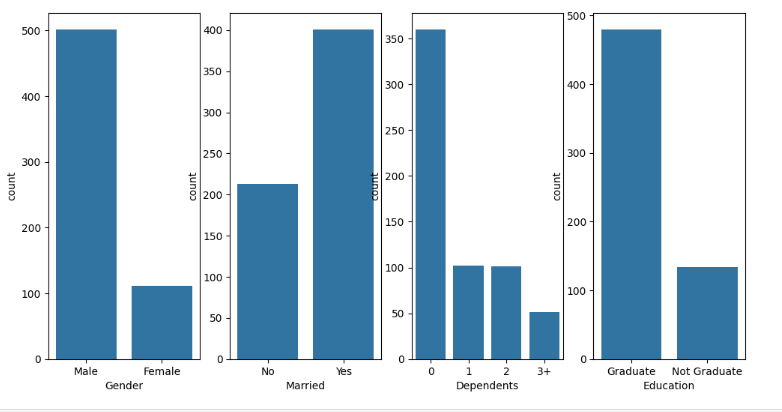 count
500
400
300
200
100
0
Male Female
Gender
count
400
350
300
250
200
150
100
50
0
No Yes
Married
count
350
300
250
200
150
100
50
0
0 1 2 3+
Dependents
count
500
400
300
200
100
0
Graduate Not Graduate
Education